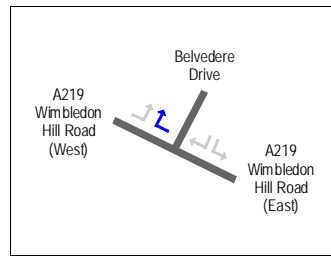 Belvedere
Drive
A219
Wimbledon
Hill Road
(West)
A219
Wimbledon
Hill Road
(East)